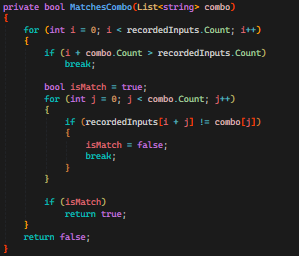 private bool MatchesCombo(List<string> combo)
{
    for (int i = 0; i < recordedInputs.Count; i++)
    {
        if (i + combo.Count > recordedInputs.Count)
            break;

        bool isMatch = true;
        for (int j = 0; j < combo.Count; j++)
        {
            if (recordedInputs[i + j] != combo[j])
            {
                isMatch = false;
                break;
            }
        }

        if (isMatch)
            return true;
    }
    return false;
}